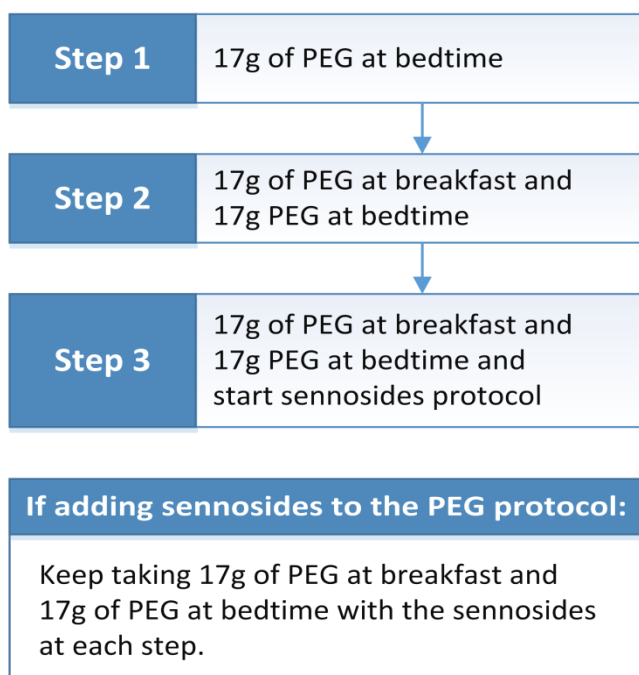 Step 1
17g of PEG at bedtime
Step 2
17g of PEG at breakfast and
17g PEG at bedtime
Step 3
17g of PEG at breakfast and
17g PEG at bedtime and
start sennosides protocol
If adding sennosides to the PEG protocol:
Keep taking 17g of PEG at breakfast and
17g of PEG at bedtime with the sennosides
at each step.